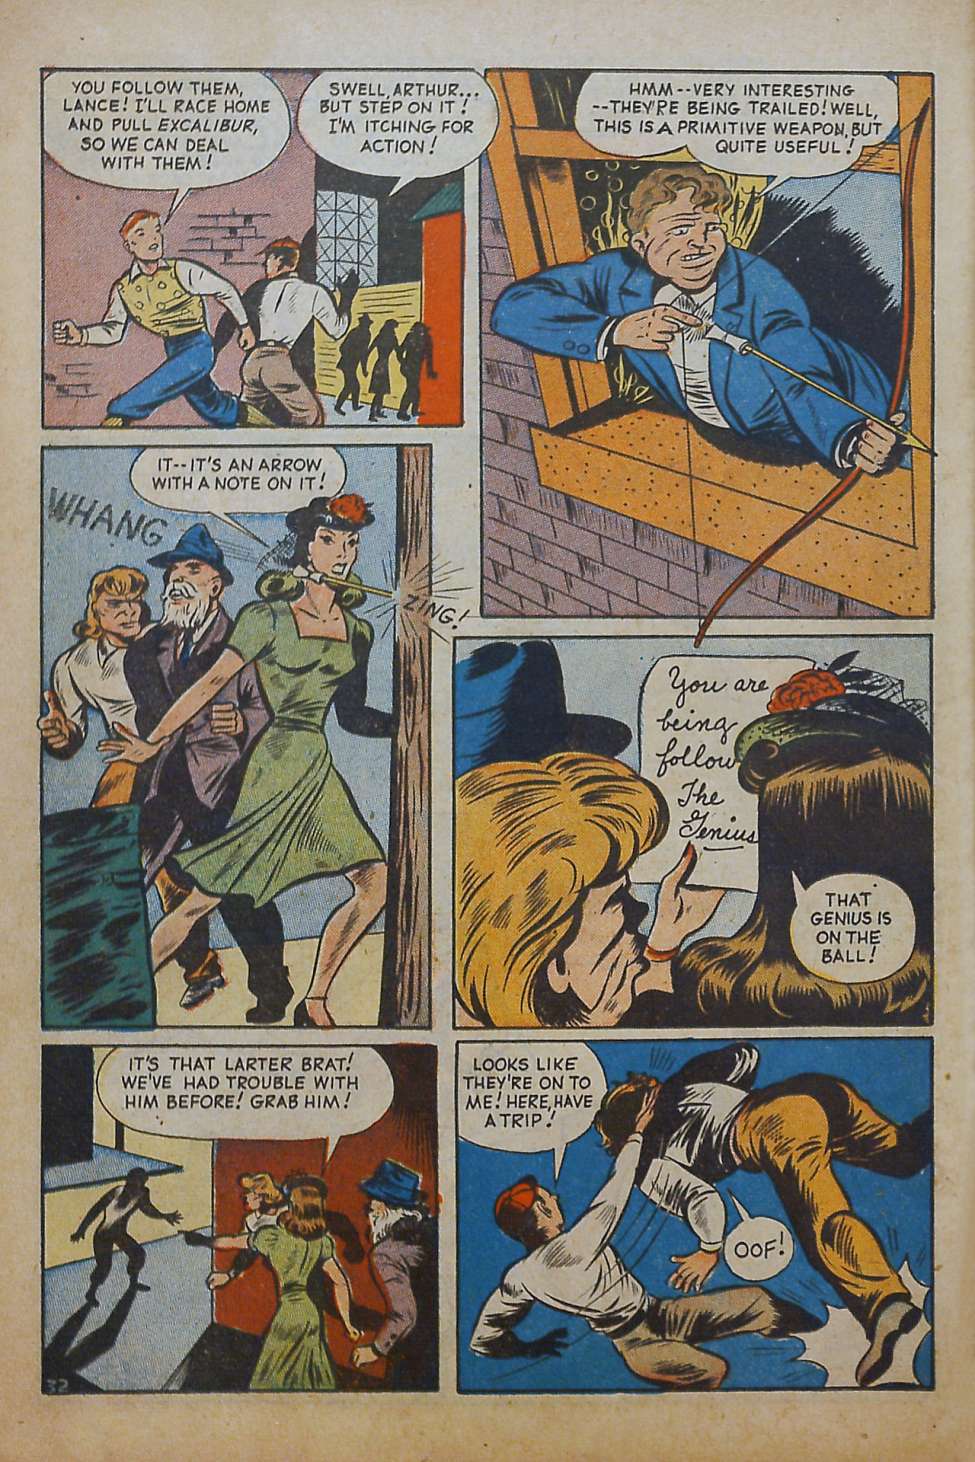 YOU FOLLOW THEM,
LANCE! I'LL RACE HOME
AND PULL EXCALIBUR,
SO WE CAN DEAL
WITH THEM!
SWELL, ARTHUR...
BUT STEP ON IT!
I'M ITCHING FOR
ACTION!
HMM--VERY INTERESTING
--THEY'RE BEING TRAILED! WELL,
THIS IS A PRIMITIVE WEAPON, BUT
QUITE USEFUL!
WHANG
IT--IT'S AN ARROW
WITH A NOTE ON IT!
ZING!
You are
being
follow
The
Genius
THAT
GENIUS IS
ON THE
BALL!
IT'S THAT LARTER BRAT!
WE'VE HAD TROUBLE WITH
HIM BEFORE! GRAB HIM!
32
LOOKS LIKE
THEY'RE ON TO
ME! HERE, HAVE
A TRIP!
OOF!